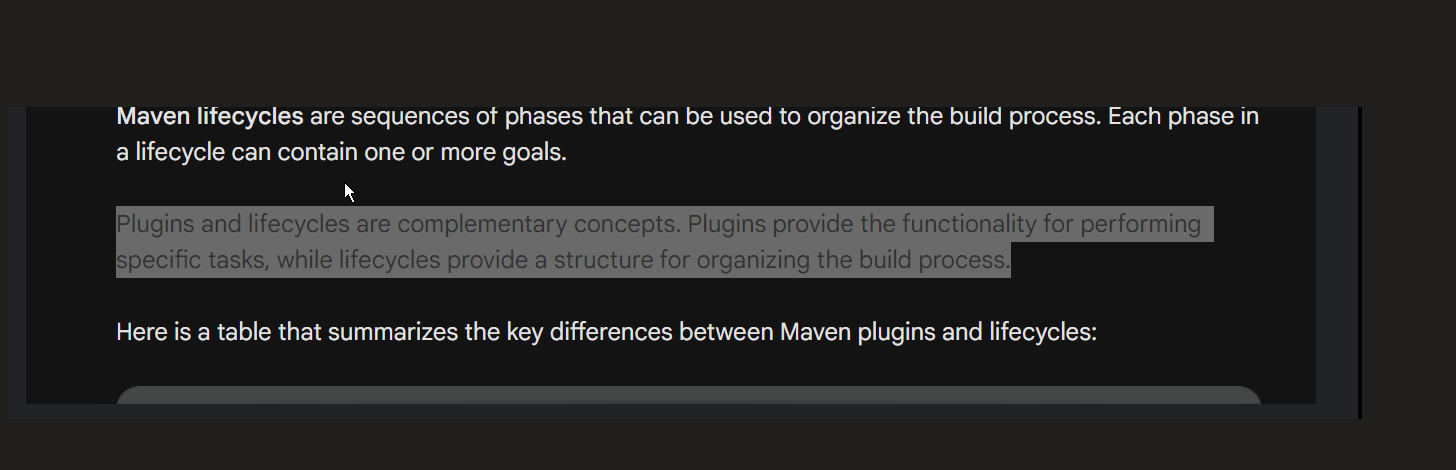 Maven lifecycles are sequences of phases that can be used to organize the build process. Each phase in
a lifecycle can contain one or more goals.
Plugins and lifecycles are complementary concepts. Plugins provide the functionality for performing
specific tasks, while lifecycles provide a structure for organizing the build process.
Here is a table that summarizes the key differences between Maven plugins and lifecycles: